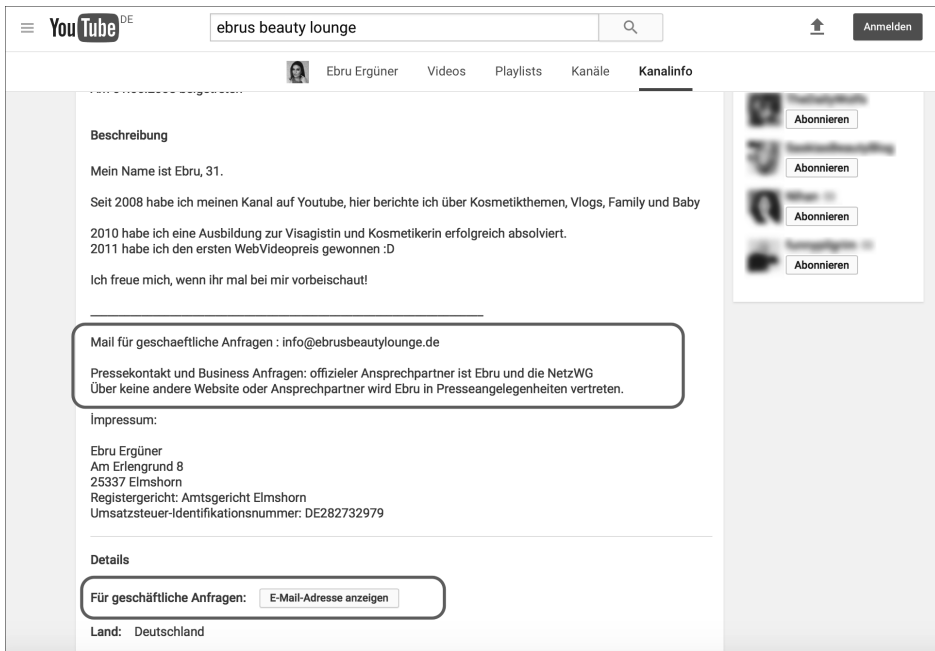 YouTube DE
ebrus beauty lounge
Anmelden
Ebru Ergüner Videos Playlists Kanäle Kanalinfo
Beschreibung
Mein Name ist Ebru, 31.
Seit 2008 habe ich meinen Kanal auf Youtube, hier berichte ich über Kosmetikthemen, Vlogs, Family und Baby
2010 habe ich eine Ausbildung zur Visagistin und Kosmetikerin erfolgreich absolviert.
2011 habe ich den ersten WebVideopreis gewonnen :D
Ich freue mich, wenn ihr mal bei mir vorbeischaut!
Mail für geschaeftliche Anfragen : info@ebrusbeautylounge.de
Pressekontakt und Business Anfragen: offizieler Ansprechpartner ist Ebru und die NetzWG
Über keine andere Website oder Ansprechpartner wird Ebru in Presseangelegenheiten vertreten.
İmpressum:
Ebru Ergüner
Am Erlengrund 8
25337 Elmshorn
Registergericht: Amtsgericht Elmshorn
Umsatzsteuer-Identifikationsnummer: DE282732979
Details
Für geschäftliche Anfragen: E-Mail-Adresse anzeigen
Land: Deutschland
Abonnieren
Abonnieren
Abonnieren
Abonnieren